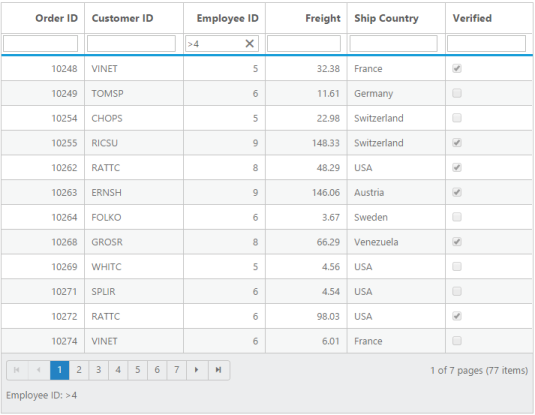 Order ID Customer ID Employee ID Freight Ship Country Verified
>4
10248 VINET 5 32.38 France
10249 TOMSP 6 11.61 Germany
10254 CHOPS 5 22.98 Switzerland
10255 RICSU 9 148.33 Switzerland
10262 RATTC 8 48.29 USA
10263 ERNSH 9 146.06 Austria
10264 FOLKO 6 3.67 Sweden
10268 GROSR 8 66.29 Venezuela
10269 WHITC 5 4.56 USA
10271 SPLIR 6 4.54 USA
10272 RATTC 6 98.03 USA
10274 VINET 6 6.01 France
1 2 3 4 5 6 7 1 of 7 pages (77 items)
Employee ID: >4